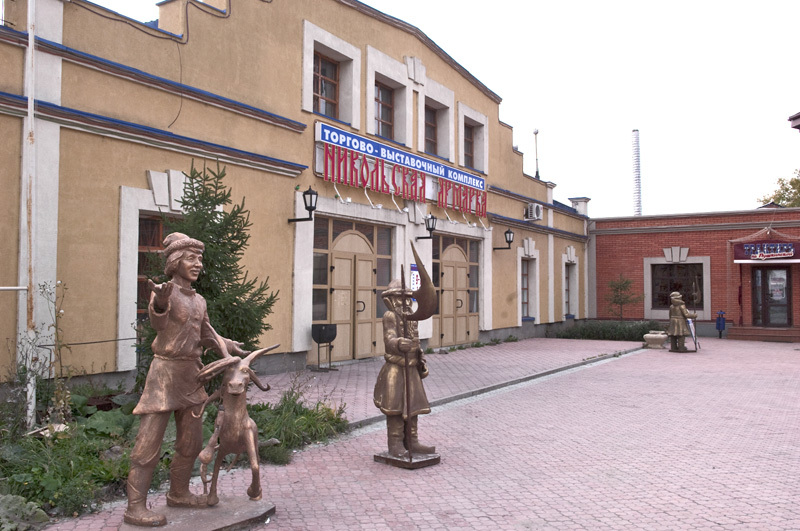 ТОРГОВО-ВЫСТАВОЧНЫЙ КОМПЛЕКС
НИКОЛЬСКАЯ ЯРМАРКА